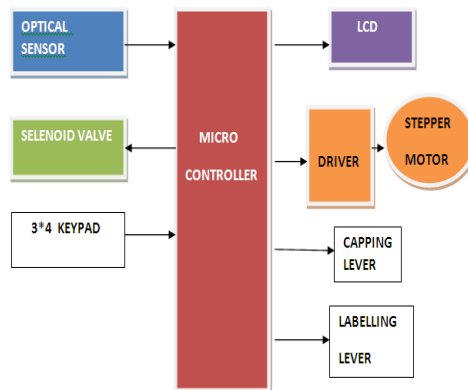 OPTICAL
SENSOR
LCD
SELENOID VALVE
MICRO
CONTROLLER
DRIVER
STEPPER
MOTOR
3*4 KEYPAD
CAPPING
LEVER
LABELLING
LEVER